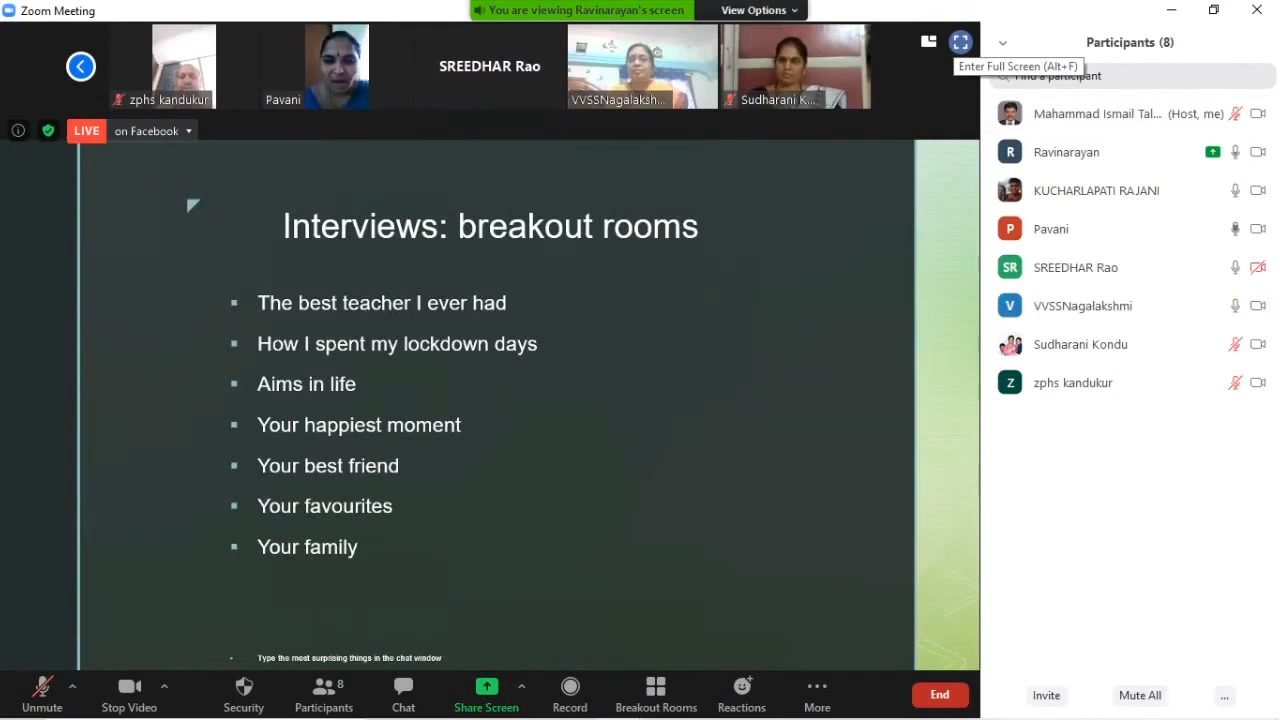 Zoom Meeting
You are viewing Ravinarayan's screen
View Options
zphs kandukur
Pavani
SREEDHAR Rao
VVSSNagalaksh...
Sudharani K...
Enter Full Screen (Alt+F)
Participants (8)
Find a participant
LIVE
on Facebook
Mahammad Ismail Tal... (Host, me)
R
Ravinarayan
KUCHARLAPATI RAJANI
P
Pavani
SR
SREEDHAR Rao
V
VVSSNagalakshmi
Sudharani Kondu
Z
zphs kandukur
Interviews: breakout rooms
The best teacher I ever had
How I spent my lockdown days
Aims in life
Your happiest moment
Your best friend
Your favourites
Your family
Type the most surprising things in the chat window
Unmute
Stop Video
Security
Participants
8
Chat
Share Screen
Record
Breakout Rooms
Reactions
More
End
Invite
Mute All
...